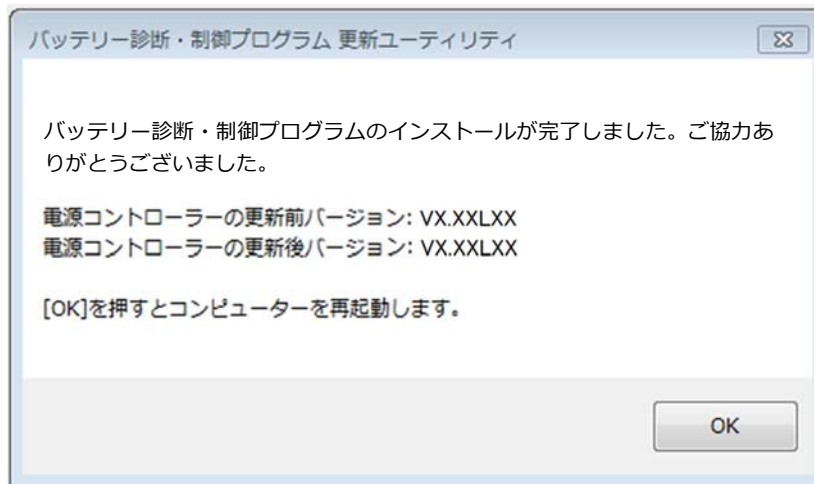 バッテリー診断・制御プログラム 更新ユーティリティ
バッテリー診断・制御プログラムのインストールが完了しました。ご協力あ
りがとうございました。
電源コントローラーの更新前バージョン: VX.XXLXX
電源コントローラーの更新後バージョン: VX.XXLXX
[OK]を押すとコンピューターを再起動します。
OK